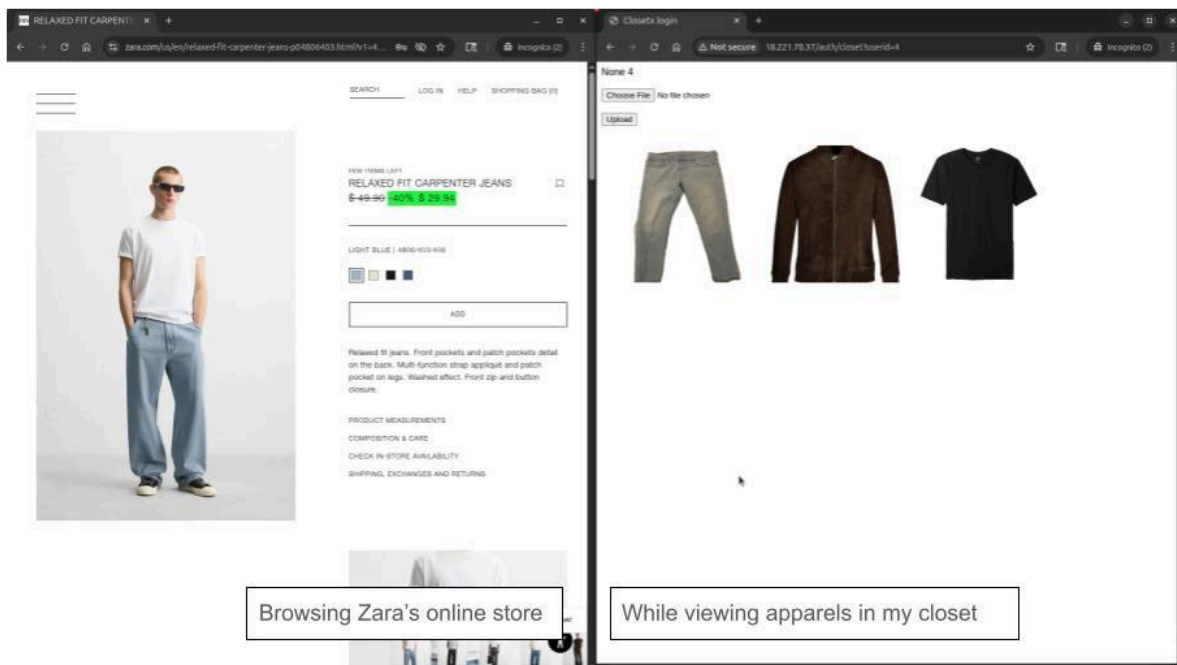 RELAXED FIT CARPENTE
zara.com/us/en/relaxed-fit-carpenter-jeans-p04806403.html?v1=4...
Incognito (2)
SEARCH
LOG IN
HELP
SHOPPING BAG [0]
FEW ITEMS LEFT
RELAXED FIT CARPENTER JEANS
$ 49.90 -40% $ 29.94
LIGHT BLUE | 4806/403/406
ADD
Relaxed fit jeans. Front pockets and patch pockets detail
on the back. Multi-function strap appliqué and patch
pocket on legs. Washed effect. Front zip and button
closure.
PRODUCT MEASUREMENTS
COMPOSITION & CARE
CHECK IN-STORE AVAILABILITY
SHIPPING, EXCHANGES AND RETURNS
Browsing Zara's online store
Closetx login
Not secure
18.221.70.37/auth/closet?userid=4
Incognito (2)
None 4
Choose File No file chosen
Upload
While viewing apparels in my closet